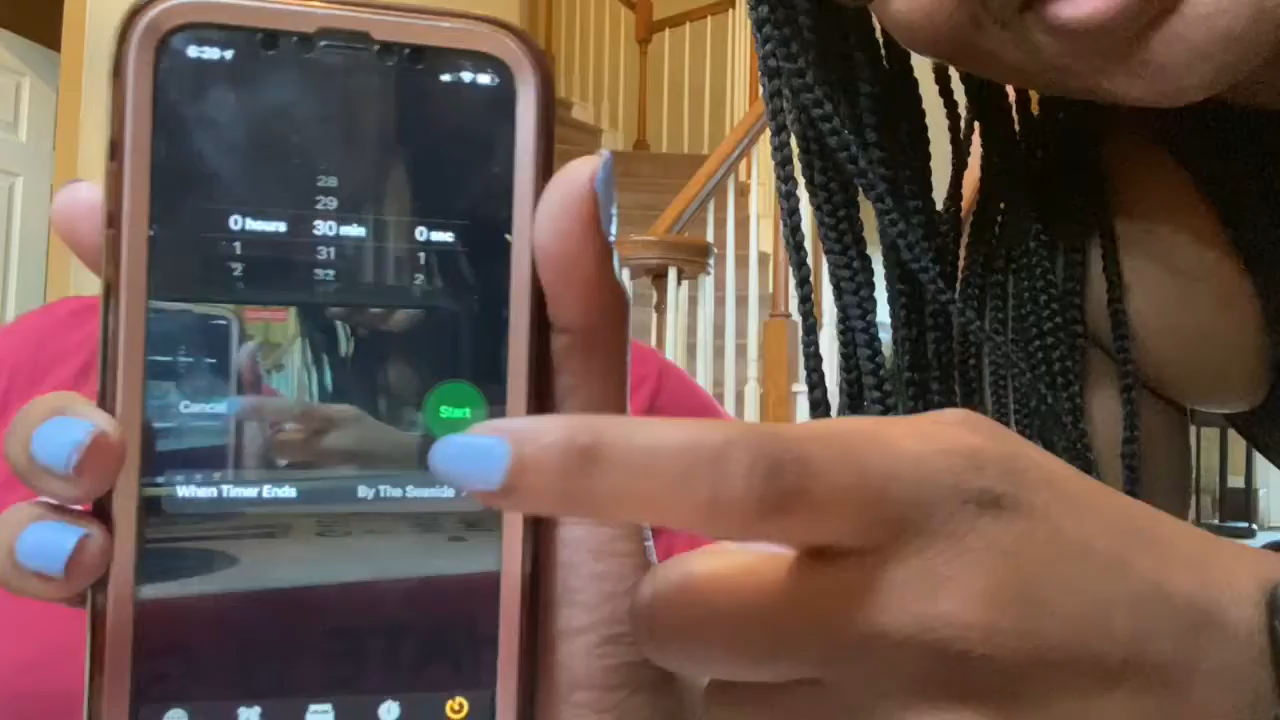 28
29
0 hours 30 min 0 sec
1 31 1
2 32 2
Cancel Start
When Timer Ends By The Seaside >